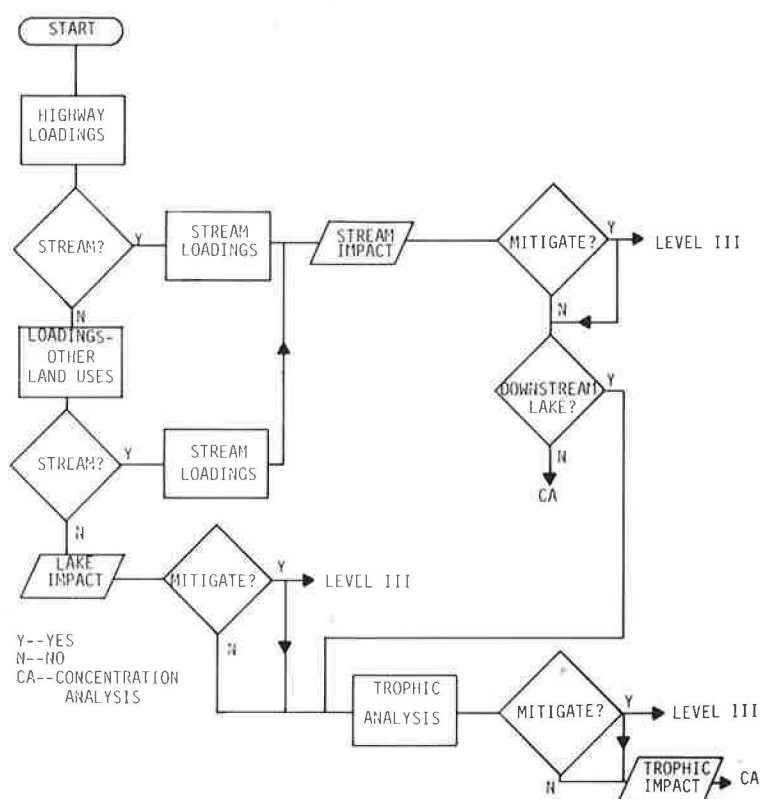 START
HIGHWAY
LOADINGS
STREAM?
Y
STREAM
LOADINGS
STREAM
IMPACT
MITIGATE?
Y
LEVEL III
N
N
LOADINGS-
OTHER
LAND USES
DOWNSTREAM
LAKE?
Y
N
CA
STREAM?
Y
STREAM
LOADINGS
N
LAKE
IMPACT
MITIGATE?
Y
LEVEL III
N
Y--YES
N--NO
CA--CONCENTRATION
ANALYSIS
TROPHIC
ANALYSIS
MITIGATE?
Y
LEVEL III
N
TROPHIC
IMPACT
CA